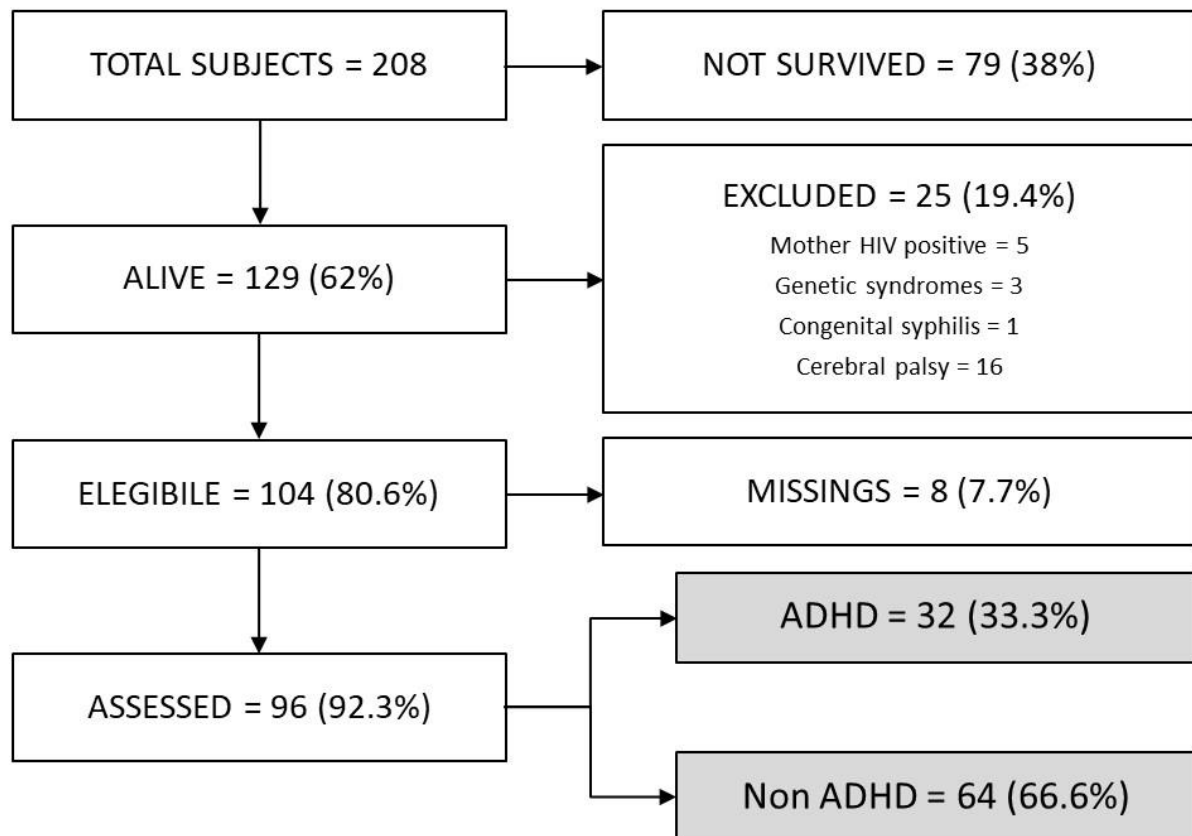 TOTAL SUBJECTS = 208
NOT SURVIVED = 79 (38%)
EXCLUDED = 25 (19.4%)
Mother HIV positive = 5
Genetic syndromes = 3
Congenital syphilis = 1
Cerebral palsy = 16
ALIVE = 129 (62%)
ELEGIBILE = 104 (80.6%)
MISSINGS = 8 (7.7%)
ADHD = 32 (33.3%)
ASSESSED = 96 (92.3%)
Non ADHD = 64 (66.6%)